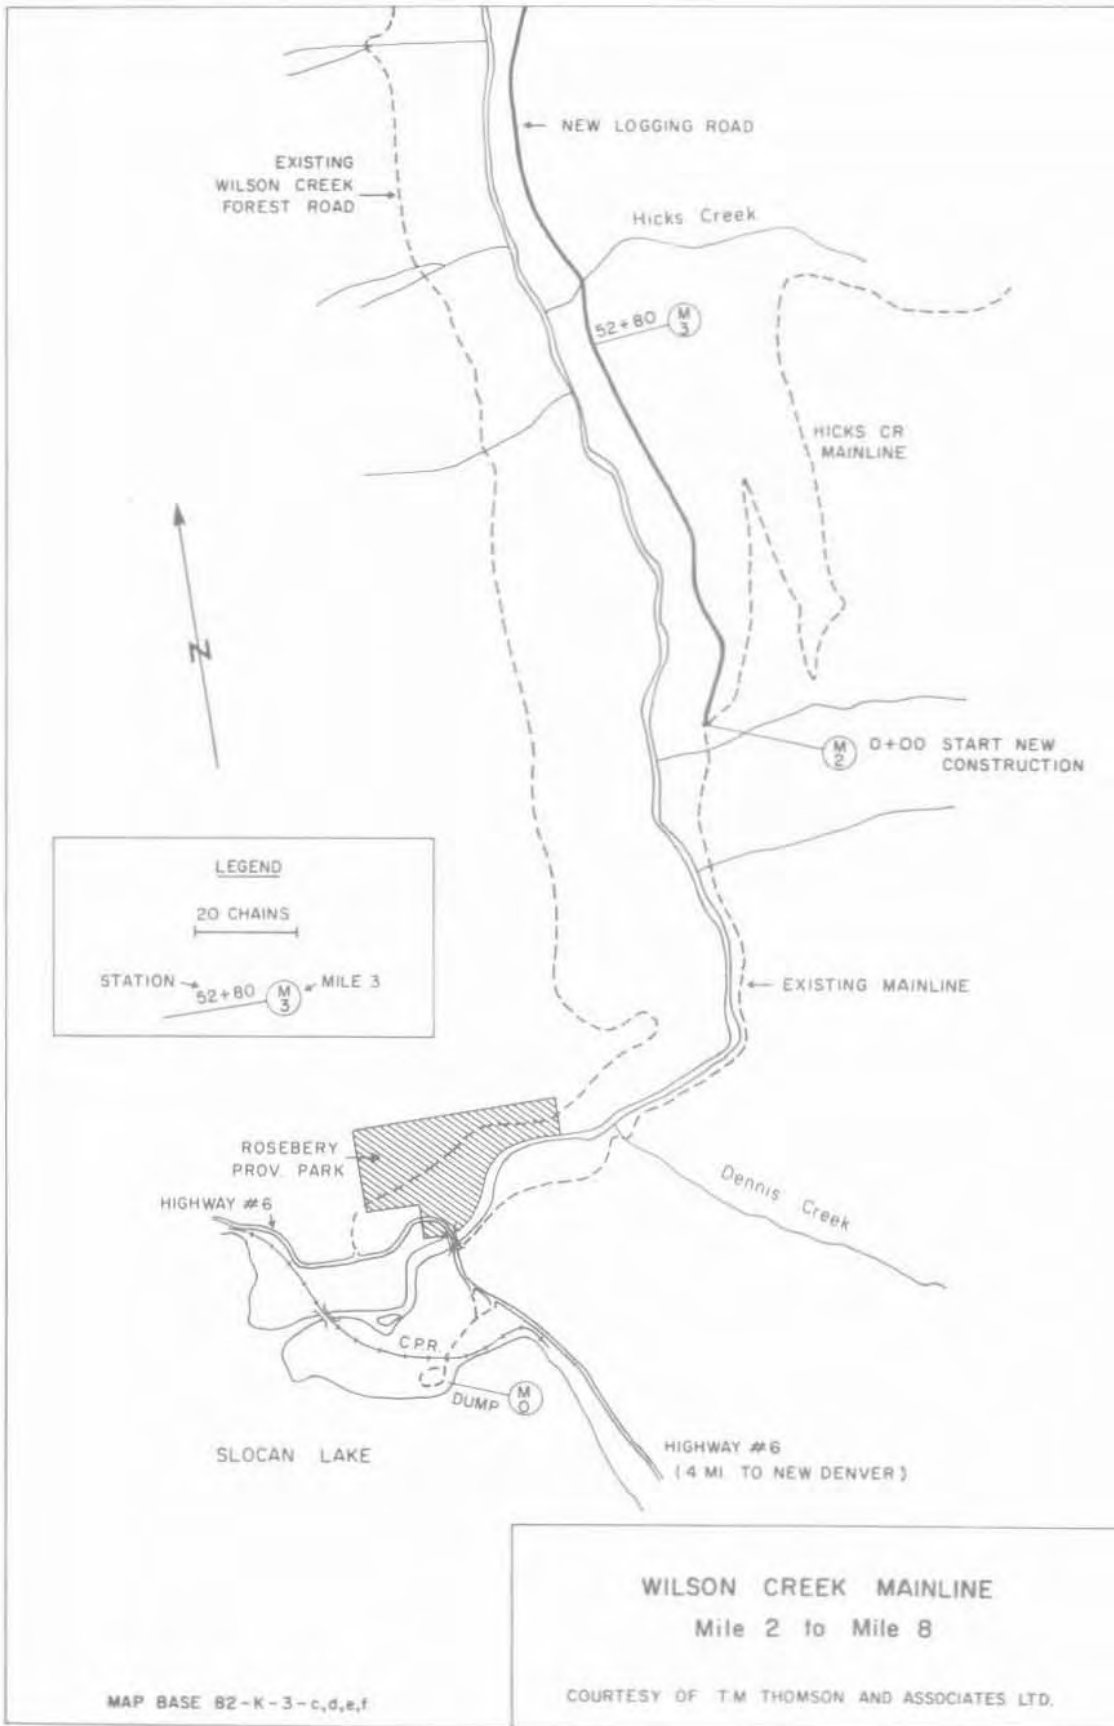 NEW LOGGING ROAD
EXISTING
WILSON CREEK
FOREST ROAD
Hicks Creek
52+80
M
3
HICKS CR
MAINLINE
N
M
2
0+00 START NEW
CONSTRUCTION
LEGEND
20 CHAINS
STATION
52+80
M
3
MILE 3
EXISTING MAINLINE
ROSEBERY
PROV. PARK
HIGHWAY #6
Dennis Creek
C.P.R.
DUMP
M
0
SLOCAN LAKE
HIGHWAY #6
(4 MI. TO NEW DENVER)
WILSON CREEK MAINLINE
Mile 2 to Mile 8
COURTESY OF T.M THOMSON AND ASSOCIATES LTD.
MAP BASE 82-K-3-c,d,e,f